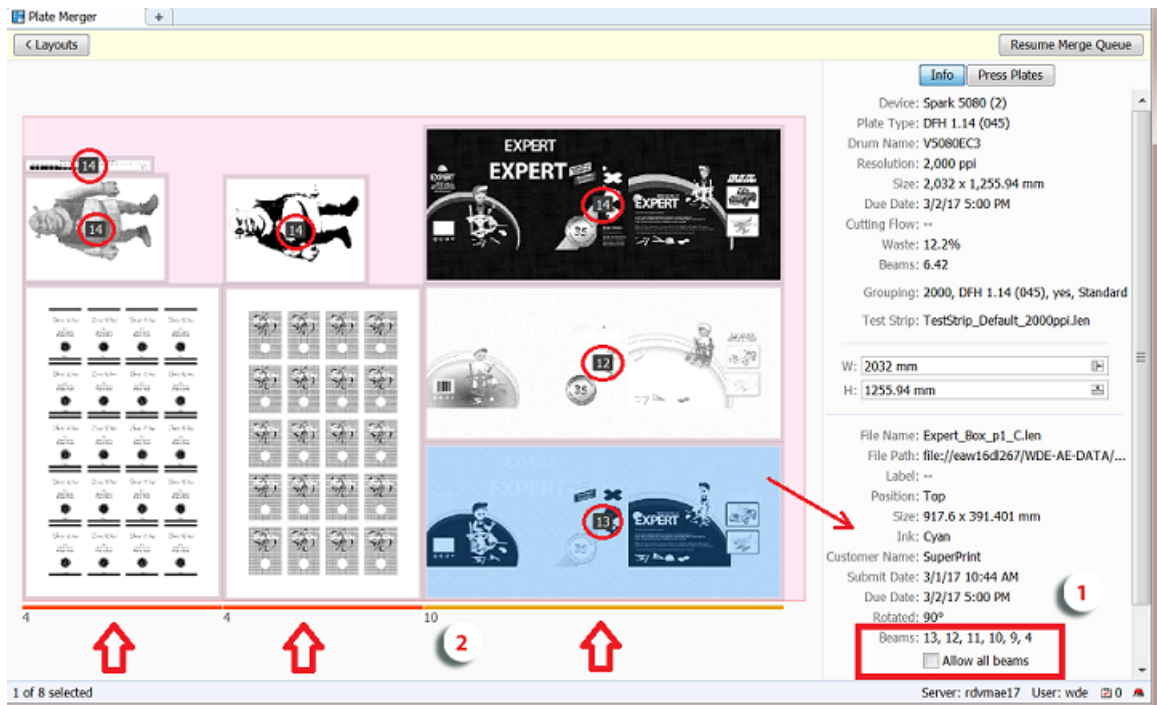 Plate Merger
+
< Layouts
Resume Merge Queue
Info
Press Plates
Device: Spark 5080 (2)
Plate Type: DFH 1.14 (045)
Drum Name: V5080EC3
Resolution: 2,000 ppi
Size: 2,032 x 1,255.94 mm
Due Date: 3/2/17 5:00 PM
Cutting Flow: --
Waste: 12.2%
Beams: 6.42
Grouping: 2000, DFH 1.14 (045), yes, Standard
Test Strip: TestStrip_Default_2000ppi.len
W: 2032 mm
H: 1255.94 mm
File Name: Expert_Box_p1_C.len
File Path: file://eaw16dl267/WDE-AE-DATA/...
Label: --
Position: Top
Size: 917.6 x 391.401 mm
Ink: Cyan
Customer Name: SuperPrint
Submit Date: 3/1/17 10:44 AM
Due Date: 3/2/17 5:00 PM
Rotated: 90°
Beams: 13, 12, 11, 10, 9, 4
Allow all beams
1
14
14
14
EXPERT
EXPERT
EXPERT
14
35
EXPERT
12
35
EXPERT
13
35
EXPERT
4
4
10
2
1 of 8 selected
Server: rdvmae17 User: wde 0